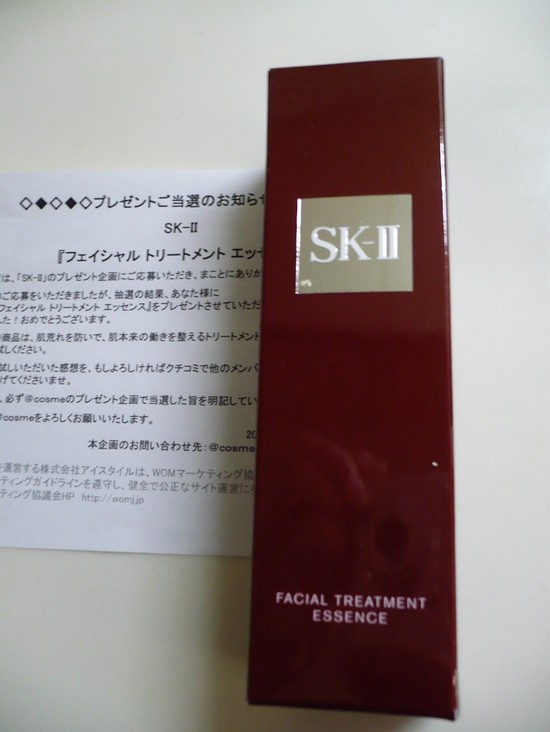 ◇◆◇◆◇プレゼントご当選のお知らせ
SK-II
『フェイシャル トリートメント エッセ
は、「SK-II」のプレゼント企画にご応募いただき、まことにありが
ご応募をいただきましたが、抽選の結果、あなた様に
フェイシャル トリートメント エッセンス』をプレゼントさせていただ
した！おめでとうございます。
商品は、肌荒れを防いで、肌本来の働きを整えるトリートメント
試しください。
試しいただいた感想を、もしよろしければクチコミで他のメンバ
げてくださいませ。
、必ず@cosmeのプレゼント企画で当選した旨を明記してい
@cosmeをよろしくお願いいたします。
20
本企画のお問い合わせ先：@cosme
を運営する株式会社アイスタイルは、WOMマーケティング協
ティングガイドラインを遵守し、健全で公正なサイト運営に
ティング協議会HP http://womj.jp
SK-II
FACIAL TREATMENT
ESSENCE